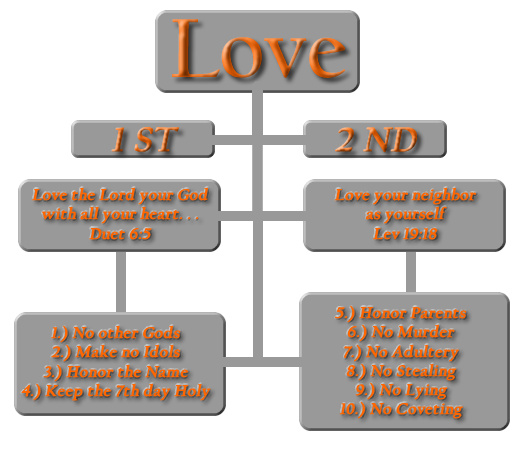 Love
1 ST
2 ND
Love the Lord your God
with all your heart. . .
Duet 6:5
Love your neighbor
as yourself
Lev 19:18
1.) No other Gods
2.) Make no Idols
3.) Honor the Name
4.) Keep the 7th day Holy
5.) Honor Parents
6.) No Murder
7.) No Adultery
8.) No Stealing
9.) No Lying
10.) No Coveting